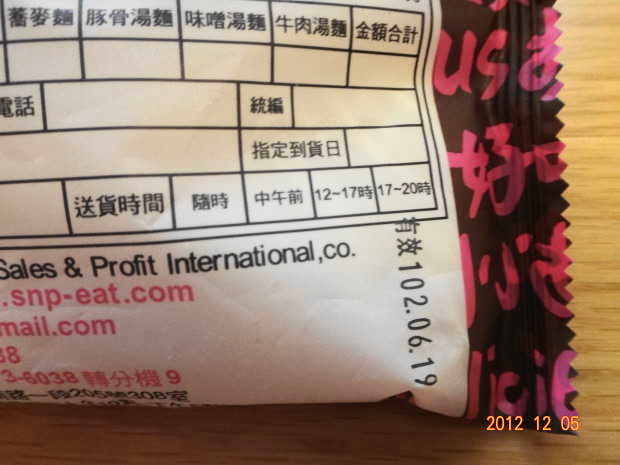 蕎麥麵 豚骨湯麵 味噌湯麵 牛肉湯麵 金額合計
電話 統編
指定到貨日
送貨時間 隨時 中午前 12~17時 17~20時
Sales & Profit International,co.
.snp-eat.com
mail.com
38
3-6038 轉分機 9
有效102.06.19
好
2012 12 05